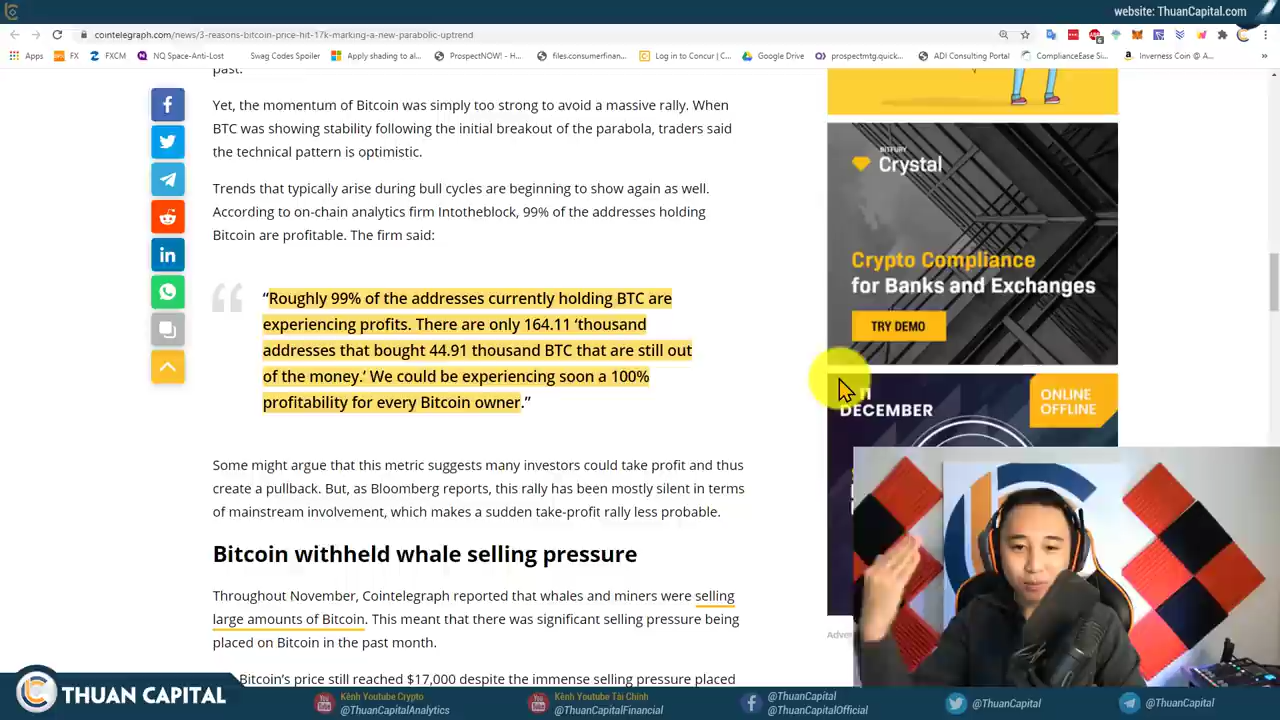 website: ThuanCapital.com
cointelegraph.com/news/3-reasons-bitcoin-price-hit-17k-marking-a-new-parabolic-uptrend
Apps
FX
FXCM
NQ Space-Anti-Lost
Swag Codes Spoiler
Apply shading to al...
ProspectNOW! - H...
files.consumerfinan...
Log in to Concur | C...
Google Drive
prospectmtg.quick...
ADI Consulting Portal
ComplianceEase Si...
Inverness Coin @ A...
past.
Yet, the momentum of Bitcoin was simply too strong to avoid a massive rally. When
BTC was showing stability following the initial breakout of the parabola, traders said
the technical pattern is optimistic.
Trends that typically arise during bull cycles are beginning to show again as well.
According to on-chain analytics firm Intotheblock, 99% of the addresses holding
Bitcoin are profitable. The firm said:
“Roughly 99% of the addresses currently holding BTC are
experiencing profits. There are only 164.11 ‘thousand
addresses that bought 44.91 thousand BTC that are still out
of the money.’ We could be experiencing soon a 100%
profitability for every Bitcoin owner.”
Some might argue that this metric suggests many investors could take profit and thus
create a pullback. But, as Bloomberg reports, this rally has been mostly silent in terms
of mainstream involvement, which makes a sudden take-profit rally less probable.
Bitcoin withheld whale selling pressure
Throughout November, Cointelegraph reported that whales and miners were selling
large amounts of Bitcoin. This meant that there was significant selling pressure being
placed on Bitcoin in the past month.
Bitcoin's price still reached $17,000 despite the immense selling pressure placed
BITFURY
Crystal
Crypto Compliance
for Banks and Exchanges
TRY DEMO
DECEMBER
ONLINE
OFFLINE
THUAN CAPITAL
Kênh Youtube Crypto
@ThuanCapitalAnalytics
Kênh Youtube Tài Chính
@ThuanCapitalFinancial
@ThuanCapital
@ThuanCapitalOfficial
@ThuanCapital
@ThuanCapital